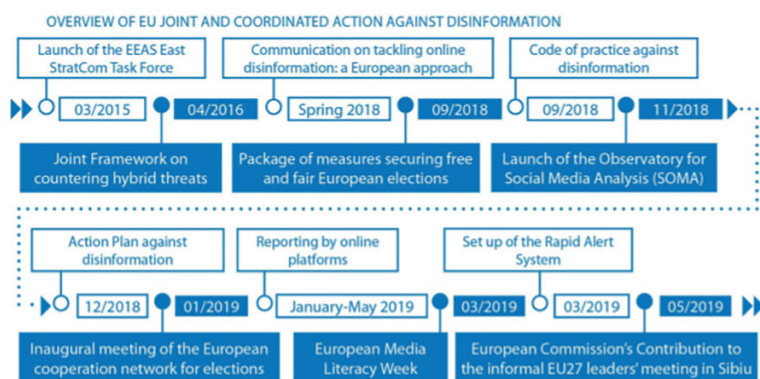 OVERVIEW OF EU JOINT AND COORDINATED ACTION AGAINST DISINFORMATION
Launch of the EEAS East
StratCom Task Force
Communication on tackling online
disinformation: a European approach
Code of practice against
disinformation
03/2015
04/2016
Spring 2018
09/2018
09/2018
11/2018
Joint Framework on
countering hybrid threats
Package of measures securing free
and fair European elections
Launch of the Observatory for
Social Media Analysis (SOMA)
Action Plan against
disinformation
Reporting by online
platforms
Set up of the Rapid Alert
System
12/2018
01/2019
January-May 2019
03/2019
03/2019
05/2019
Inaugural meeting of the European
cooperation network for elections
European Media
Literacy Week
European Commission's Contribution to
the informal EU27 leaders' meeting in Sibiu